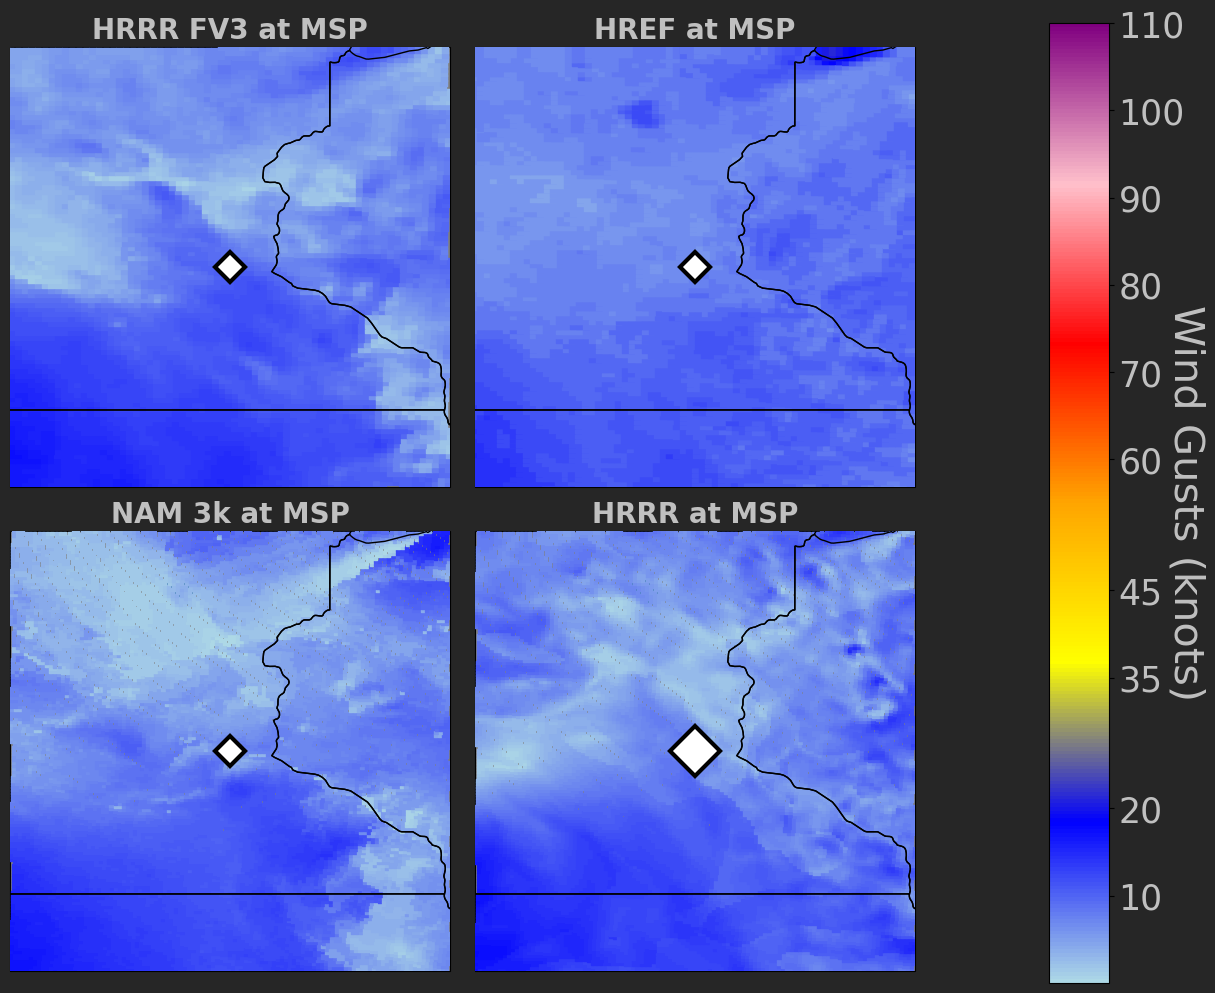 HRRR FV3 at MSP
HREF at MSP
NAM 3k at MSP
HRRR at MSP
110
100
90
80
70
60
45
35
20
10
Wind Gusts (knots)